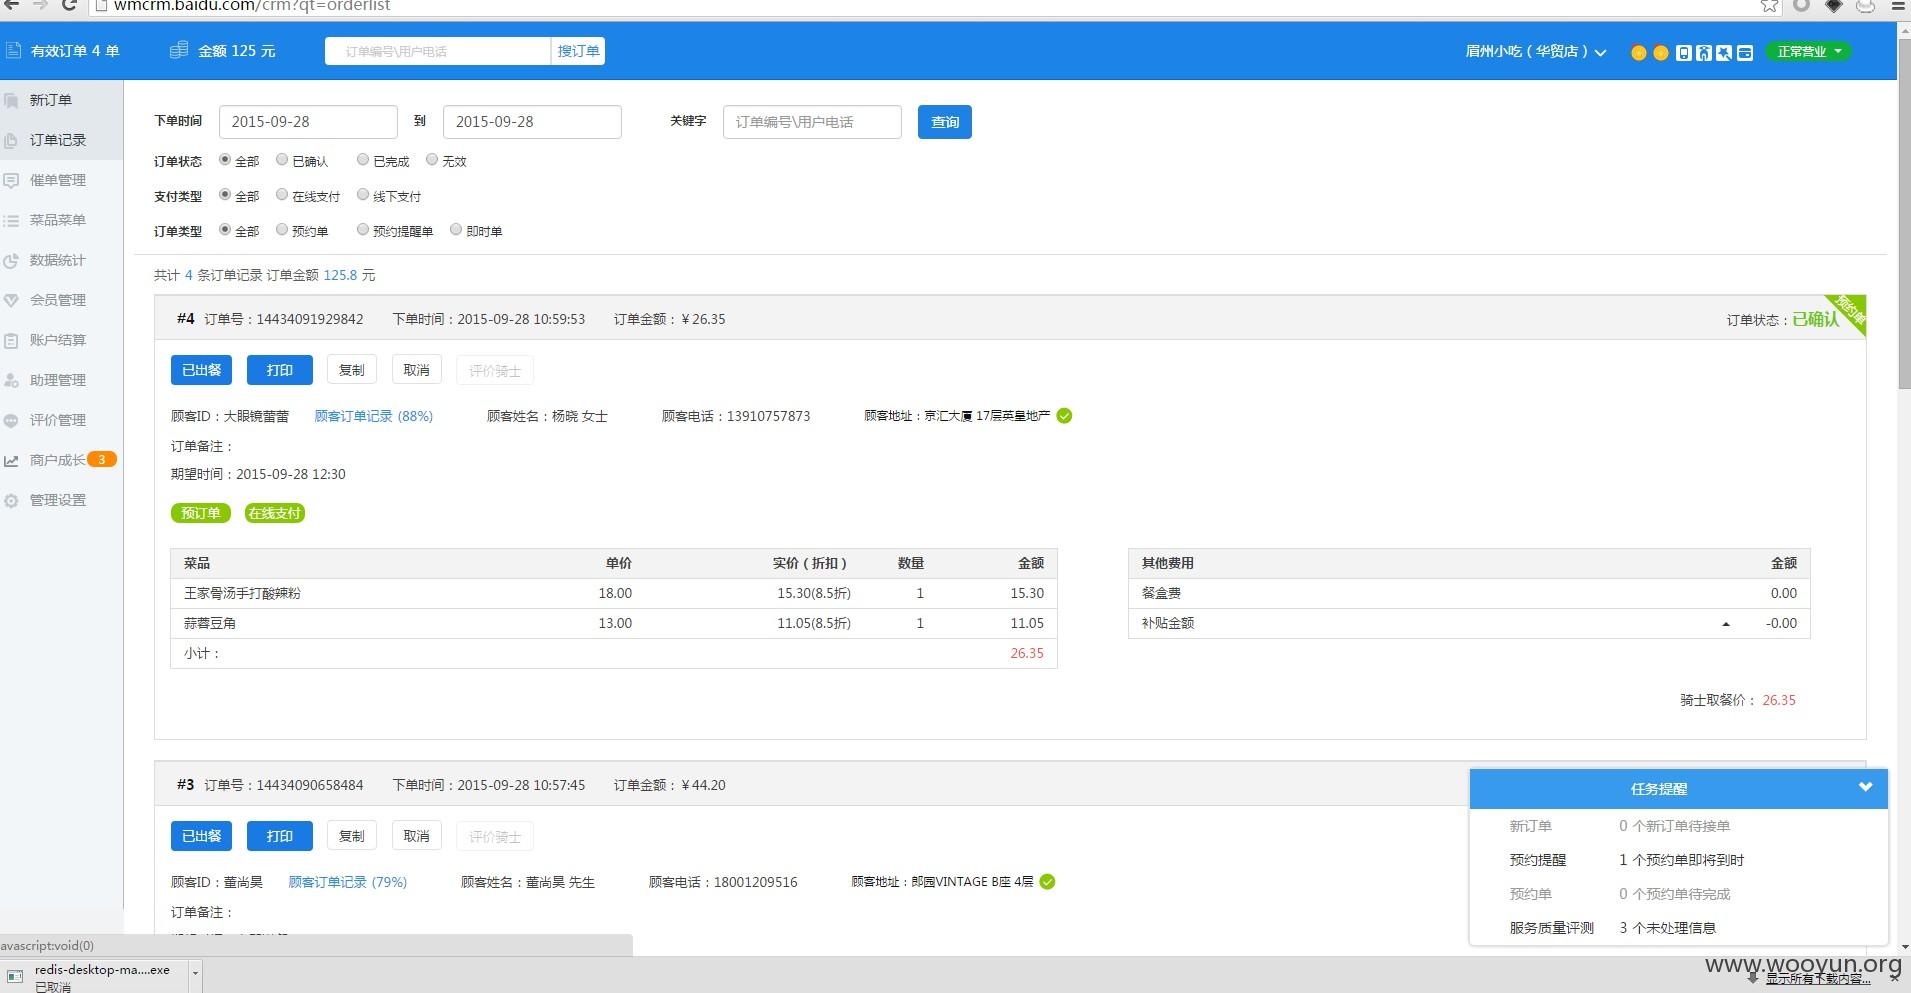 wmcrm.baidu.com/crm?qt=orderlist
有效订单 4 单 金额 125 元 订单编号\用户电话 搜订单 眉州小吃（华贸店） 正常营业
新订单
订单记录
催单管理
菜品菜单
数据统计
会员管理
账户结算
助理管理
评价管理
商户成长 3
管理设置
下单时间 2015-09-28 到 2015-09-28 关键字 订单编号\用户电话 查询
订单状态 全部 已确认 已完成 无效
支付类型 全部 在线支付 线下支付
订单类型 全部 预约单 预约提醒单 即时单
共计 4 条订单记录 订单金额 125.8 元
#4 订单号：14434091929842 下单时间：2015-09-28 10:59:53 订单金额：￥26.35 订单状态：已确认 预约单
已出餐 打印 复制 取消 评价骑士
顾客ID：大眼镜蕾蕾 顾客订单记录 (88%) 顾客姓名：杨晓 女士 顾客电话：13910757873 顾客地址：京汇大厦 17层英皇地产
订单备注：
期望时间：2015-09-28 12:30
预订单 在线支付
菜品 单价 实价（折扣） 数量 金额
王家骨汤手打酸辣粉 18.00 15.30(8.5折) 1 15.30
蒜蓉豆角 13.00 11.05(8.5折) 1 11.05
小计： 26.35
其他费用 金额
餐盒费 0.00
补贴金额 -0.00
骑士取餐价： 26.35
#3 订单号：14434090658484 下单时间：2015-09-28 10:57:45 订单金额：￥44.20
已出餐 打印 复制 取消 评价骑士
顾客ID：董尚昊 顾客订单记录 (79%) 顾客姓名：董尚昊 先生 顾客电话：18001209516 顾客地址：郎园VINTAGE B座 4层
订单备注：
任务提醒
新订单 0 个新订单待接单
预约提醒 1 个预约单即将到时
预约单 0 个预约单待完成
服务质量评测 3 个未处理信息
avascript:void(0)
redis-desktop-ma....exe
已取消
www.wooyun.org
显示所有下载内容...